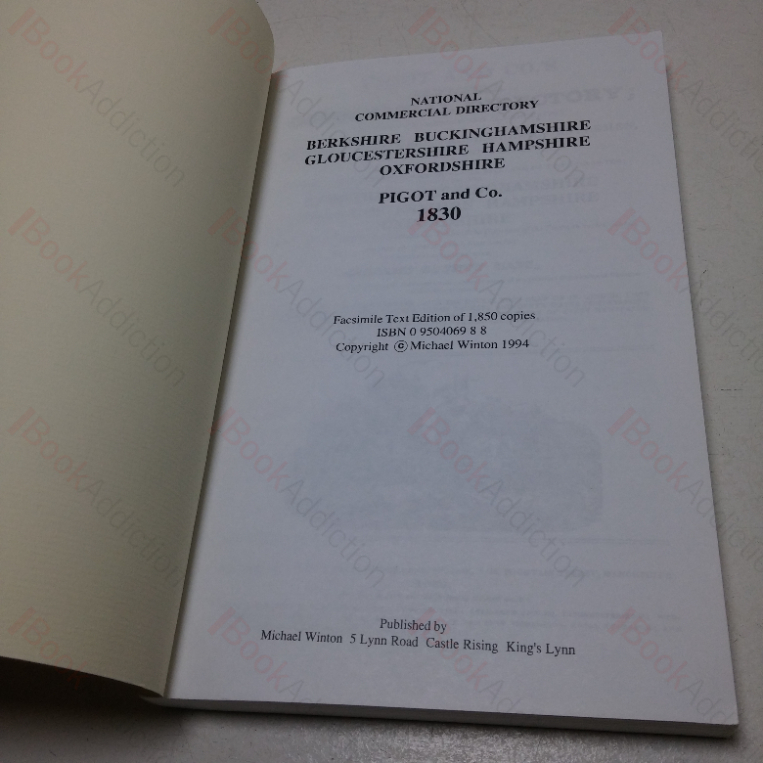 NATIONAL
COMMERCIAL DIRECTORY
BERKSHIRE BUCKINGHAMSHIRE
GLOUCESTERSHIRE HAMPSHIRE
OXFORDSHIRE
PIGOT and Co.
1830
Facsimile Text Edition of 1,850 copies
ISBN 0 9504069 8 8
Copyright © Michael Winton 1994
Published by
Michael Winton 5 Lynn Road Castle Rising King's Lynn
BookAddiction